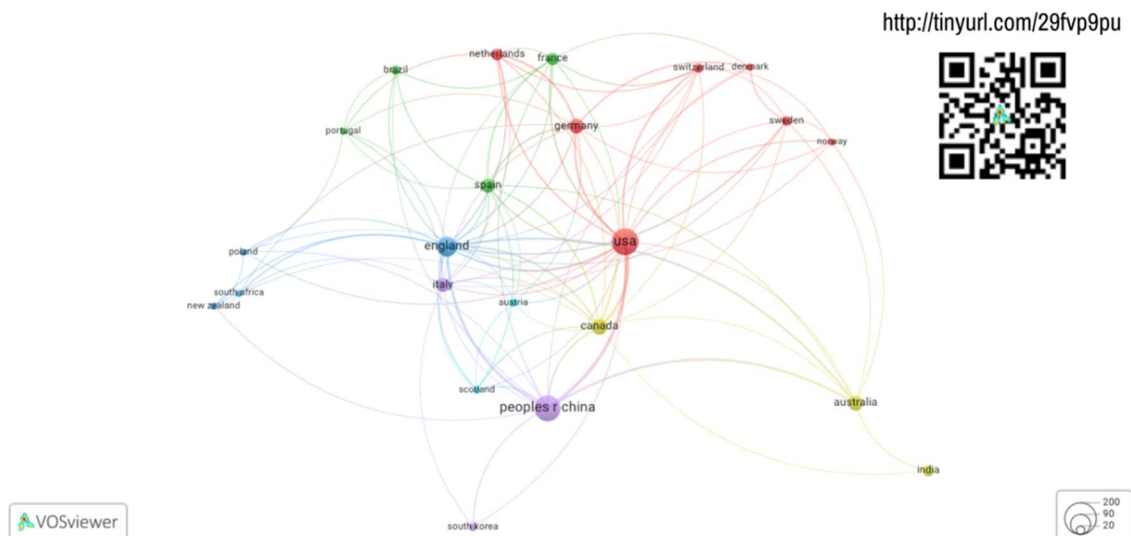 http://tinyurl.com/29fvp9pu
netherlands
france
brazil
switzerland
denmark
germany
sweden
portugal
norway
spain
usa
england
poland
italy
south africa
austria
new zealand
canada
scotland
australia
peoples r china
india
south korea
VOSviewer
200
90
20